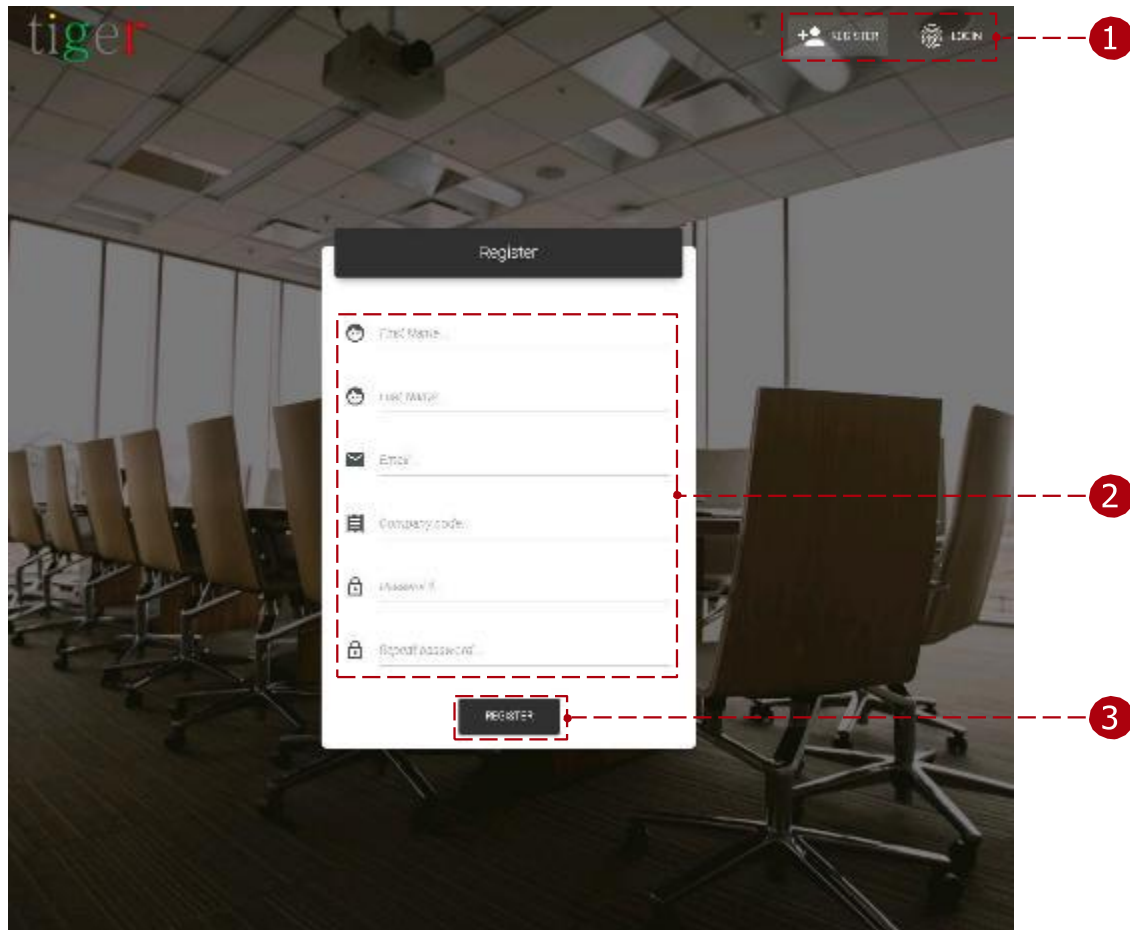 tiger
REGISTER
LOGIN
1
Register
First Name...
Last Name...
Email...
2
Company code...
Password...
Repeat password...
REGISTER
3